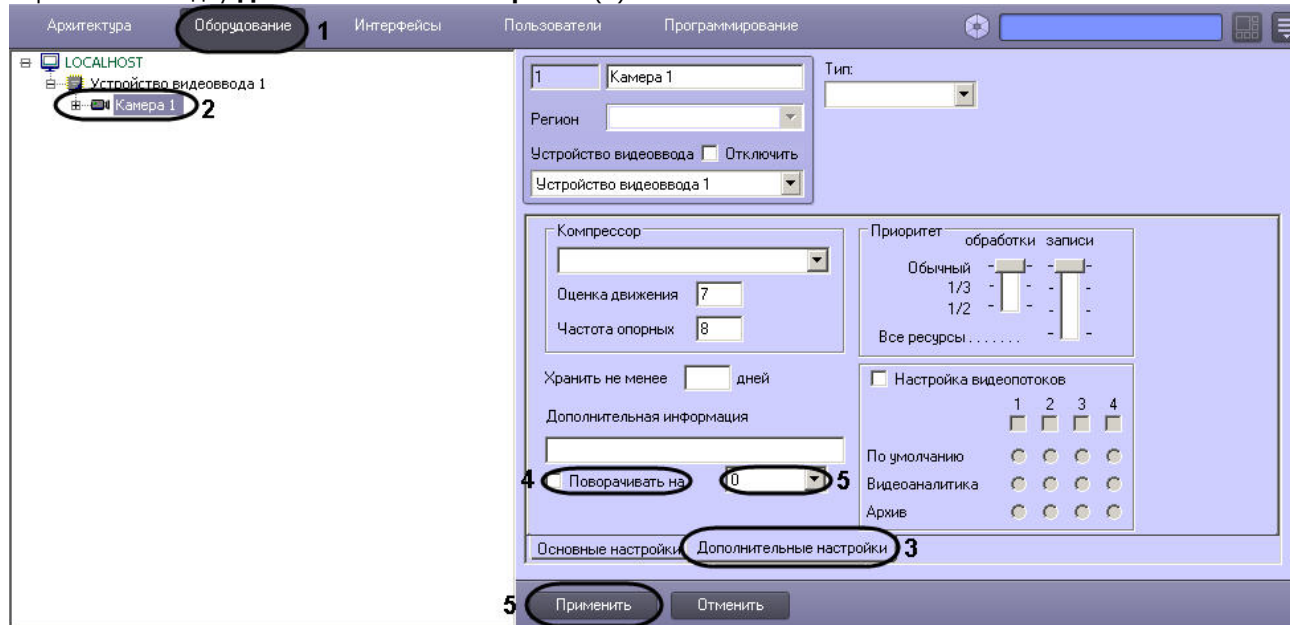 Архитектура Оборудование 1 Интерфейсы Пользователи Программирование
LOCALHOST
Устройство видеоввода 1
Камера 1 2
1 Камера 1 Тип:
Регион
Устройство видеоввода Отключить
Устройство видеоввода 1
Компрессор
Оценка движения 7
Частота опорных 8
Приоритет
обработки записи
Обычный
1/3
1/2
Все ресурсы.......
Хранить не менее дней
Дополнительная информация
Настройка видеопотоков
1 2 3 4
По умолчанию
Видеоаналитика
Архив
4 Поворачивать на 0 5
Основные настройки Дополнительные настройки 3
5 Применить Отменить